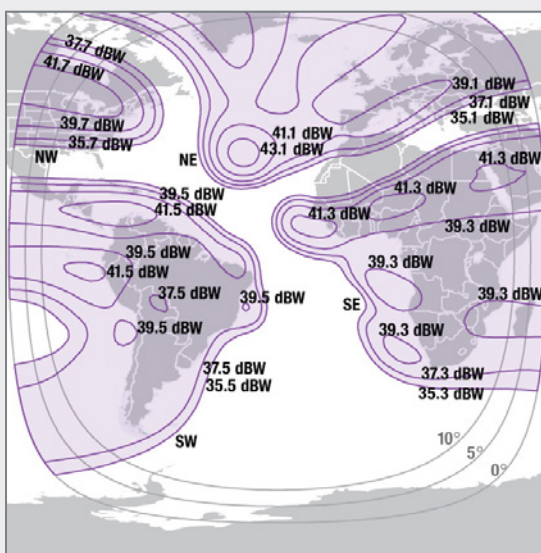 37.7 dBW
41.7 dBW
39.1 dBW
37.1 dBW
35.1 dBW
39.7 dBW
35.7 dBW
41.1 dBW
43.1 dBW
NW
NE
41.3 dBW
41.3 dBW
39.5 dBW
41.5 dBW
41.3 dBW
39.3 dBW
39.5 dBW
41.5 dBW
39.3 dBW
37.5 dBW
39.5 dBW
SE
39.3 dBW
39.5 dBW
39.3 dBW
37.5 dBW
35.5 dBW
37.3 dBW
35.3 dBW
SW
10°
5°
0°